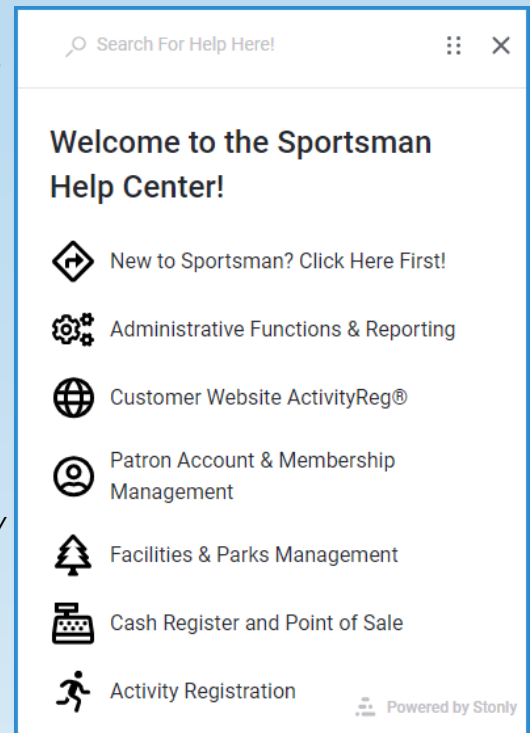 Search For Help Here!
Welcome to the Sportsman
Help Center!
New to Sportsman? Click Here First!
Administrative Functions & Reporting
Customer Website ActivityReg®
Patron Account & Membership
Management
Facilities & Parks Management
Cash Register and Point of Sale
Activity Registration
Powered by Stonly